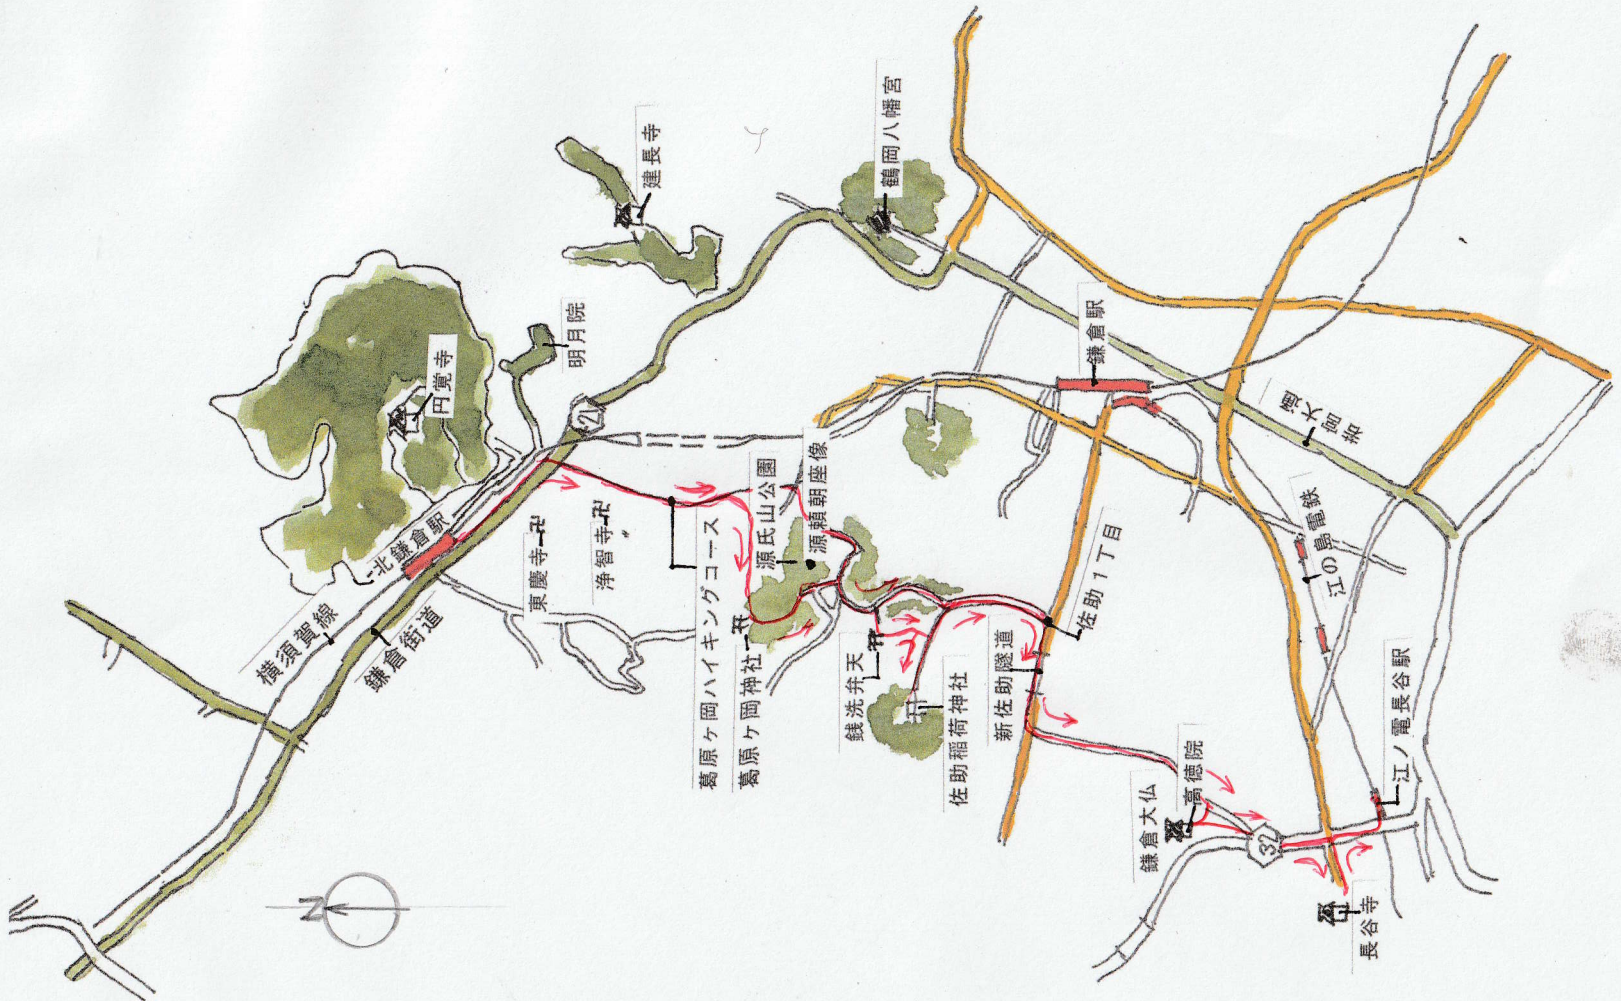 鶴岡八幡宮
建長寺
明月院
円覚寺
21
北鎌倉駅
横須賀線
鎌倉街道
東慶寺
浄智寺
葛原ヶ岡ハイキングコース
葛原ヶ岡神社
源氏山公園
源頼朝座像
銭洗弁天
佐助稲荷神社
新佐助隧道
佐助1丁目
鎌倉駅
若宮大通
江の島電鉄
江ノ電長谷駅
鎌倉大仏
高徳院
32
長谷寺
N